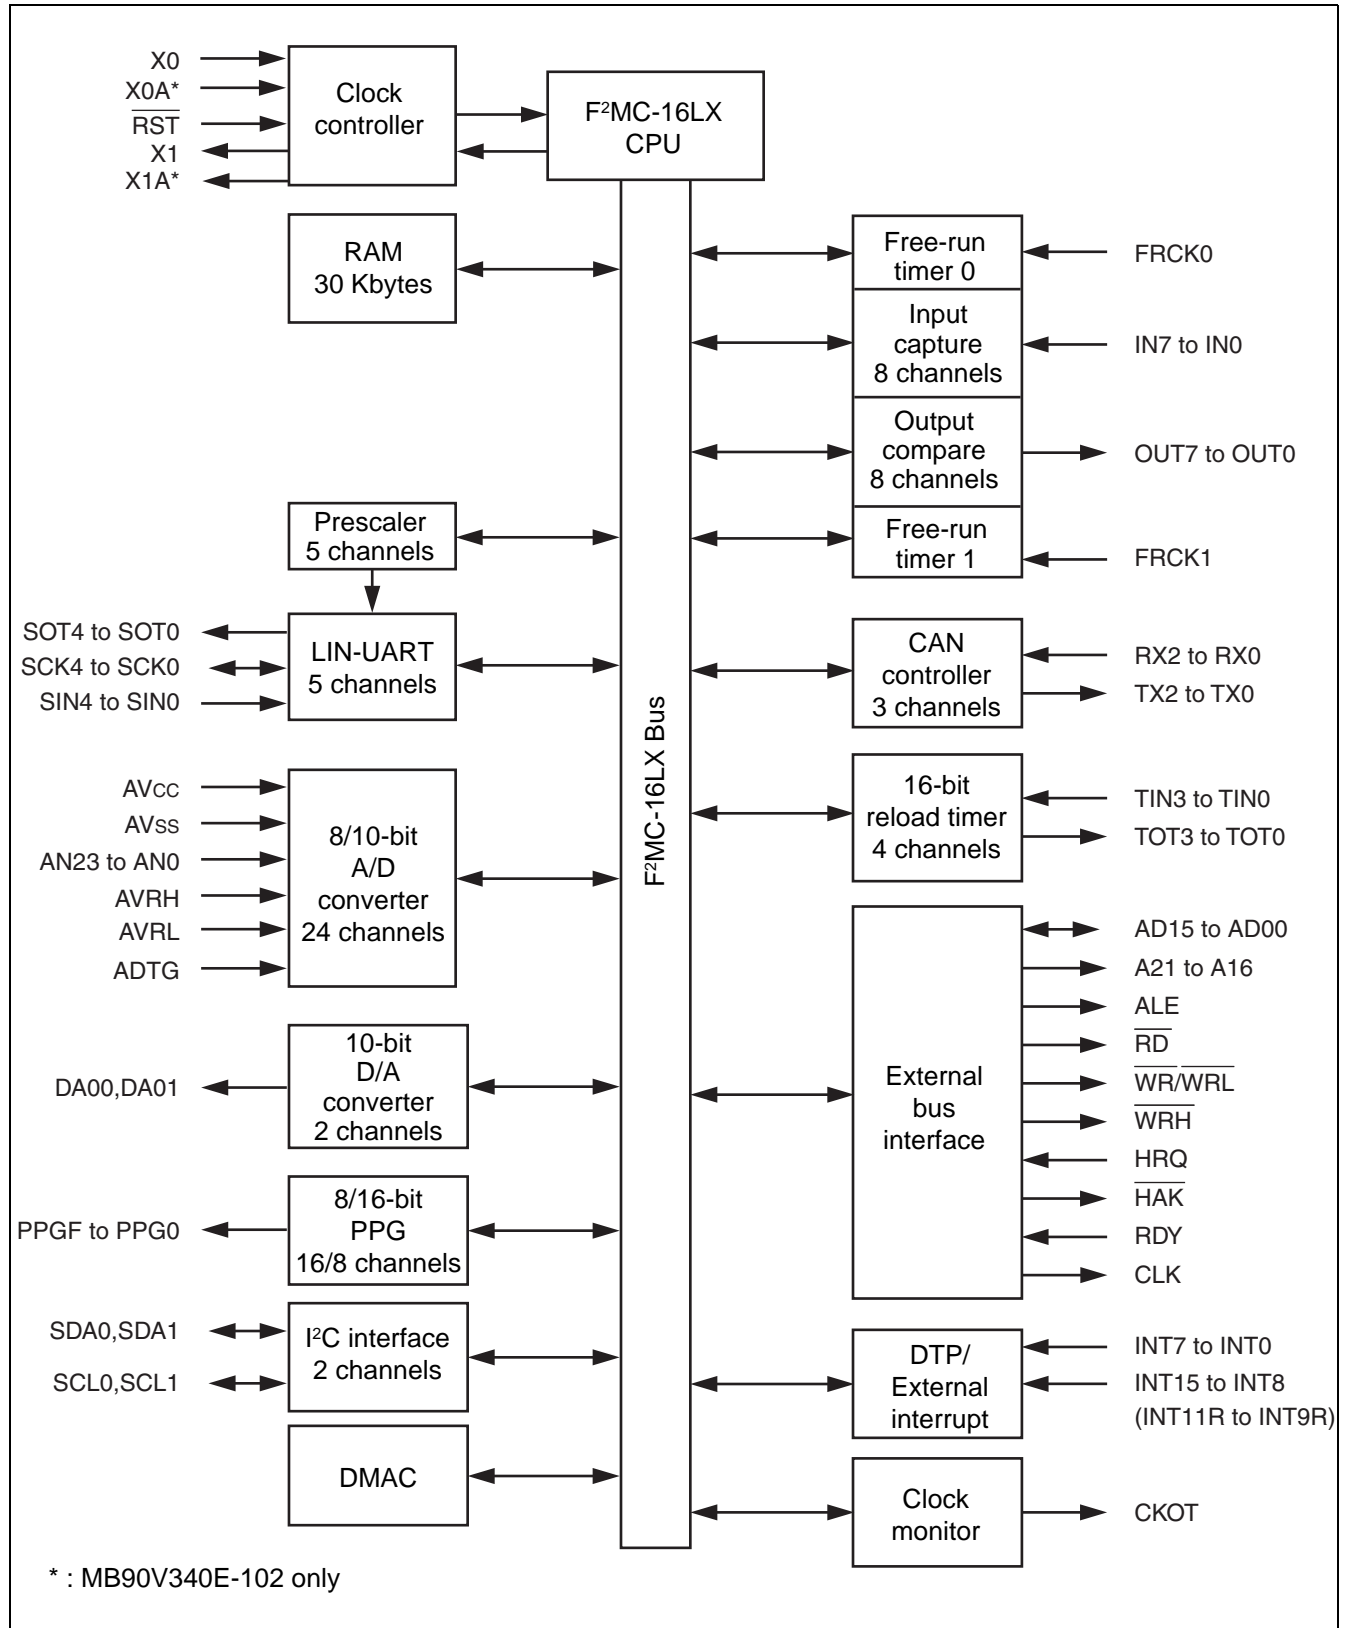 X0
X0A*
RST
X1
X1A*
Clock
controller
F²MC-16LX
CPU
RAM
30 Kbytes
Free-run
timer 0
FRCK0
Input
capture
8 channels
IN7 to IN0
Output
compare
8 channels
OUT7 to OUT0
Free-run
timer 1
FRCK1
Prescaler
5 channels
SOT4 to SOT0
SCK4 to SCK0
SIN4 to SIN0
LIN-UART
5 channels
CAN
controller
3 channels
RX2 to RX0
TX2 to TX0
F²MC-16LX Bus
AVCC
AVSS
AN23 to AN0
AVRH
AVRL
ADTG
8/10-bit
A/D
converter
24 channels
16-bit
reload timer
4 channels
TIN3 to TIN0
TOT3 to TOT0
DA00,DA01
10-bit
D/A
converter
2 channels
External
bus
interface
AD15 to AD00
A21 to A16
ALE
RD
WR/WRL
WRH
HRQ
HAK
RDY
CLK
PPGF to PPG0
8/16-bit
PPG
16/8 channels
SDA0,SDA1
SCL0,SCL1
I²C interface
2 channels
DTP/
External
interrupt
INT7 to INT0
INT15 to INT8
(INT11R to INT9R)
DMAC
Clock
monitor
CKOT
* : MB90V340E-102 only